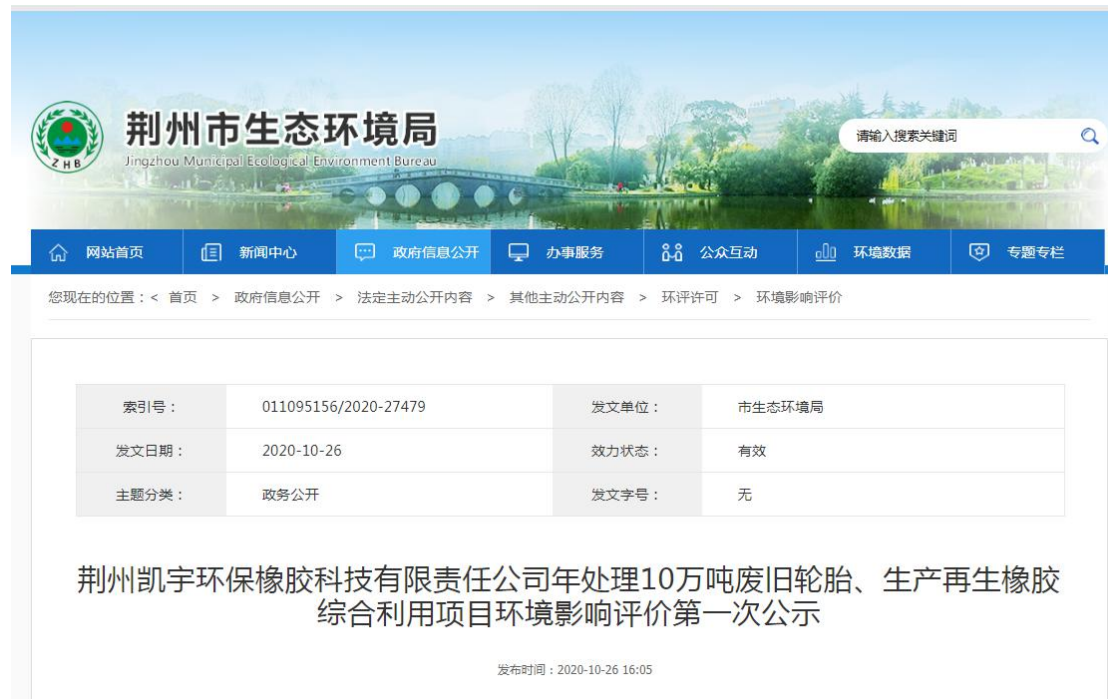 荆州市生态环境局
Jingzhou Municipal Ecological Environment Bureau
ZHB
请输入搜索关键词
网站首页 新闻中心 政府信息公开 办事服务 公众互动 环境数据 专题专栏
您现在的位置：< 首页 > 政府信息公开 > 法定主动公开内容 > 其他主动公开内容 > 环评许可 > 环境影响评价
索引号： 011095156/2020-27479 发文单位： 市生态环境局
发文日期： 2020-10-26 效力状态： 有效
主题分类： 政务公开 发文字号： 无
荆州凯宇环保橡胶科技有限责任公司年处理10万吨废旧轮胎、生产再生橡胶
综合利用项目环境影响评价第一次公示
发布时间：2020-10-26 16:05